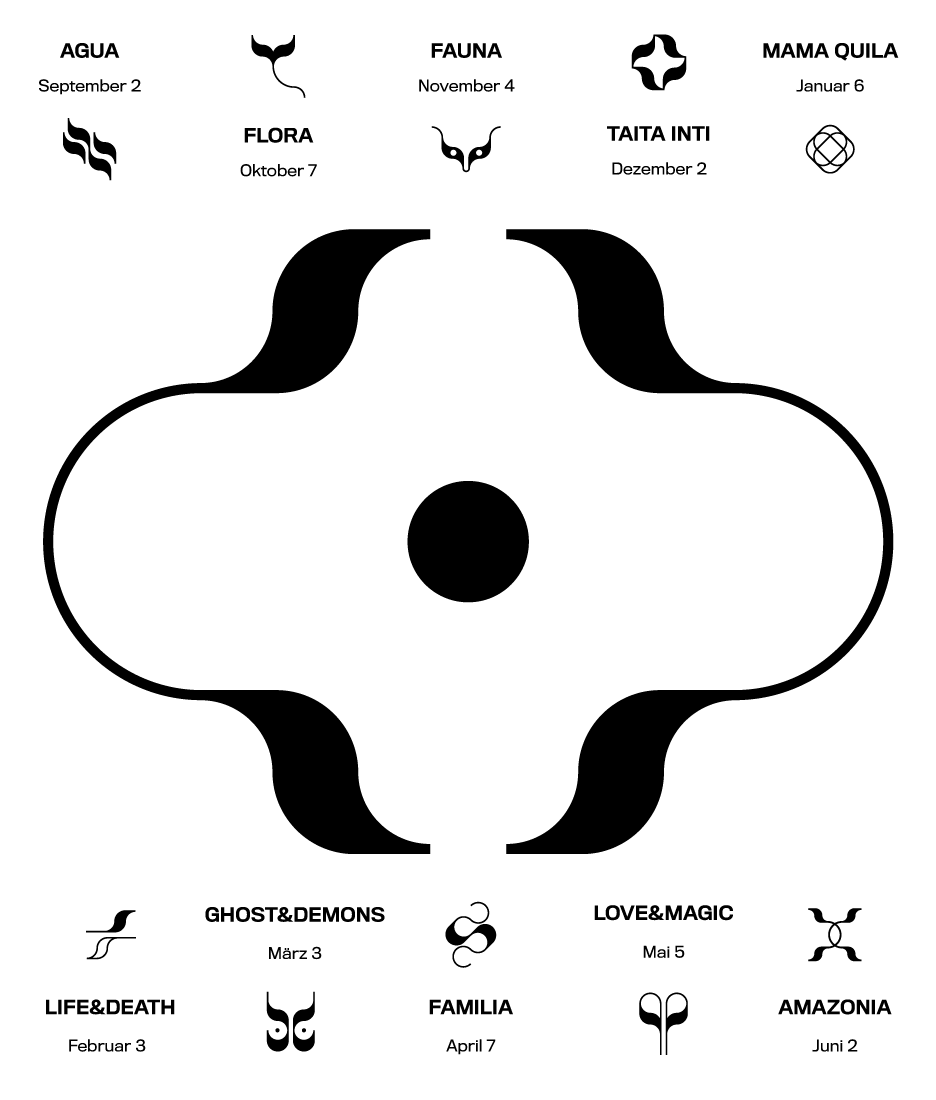 AGUA
September 2
FLORA
Oktober 7
FAUNA
November 4
TAITA INTI
Dezember 2
MAMA QUILA
Januar 6
LIFE&DEATH
Februar 3
GHOST&DEMONS
März 3
FAMILIA
April 7
LOVE&MAGIC
Mai 5
AMAZONIA
Juni 2